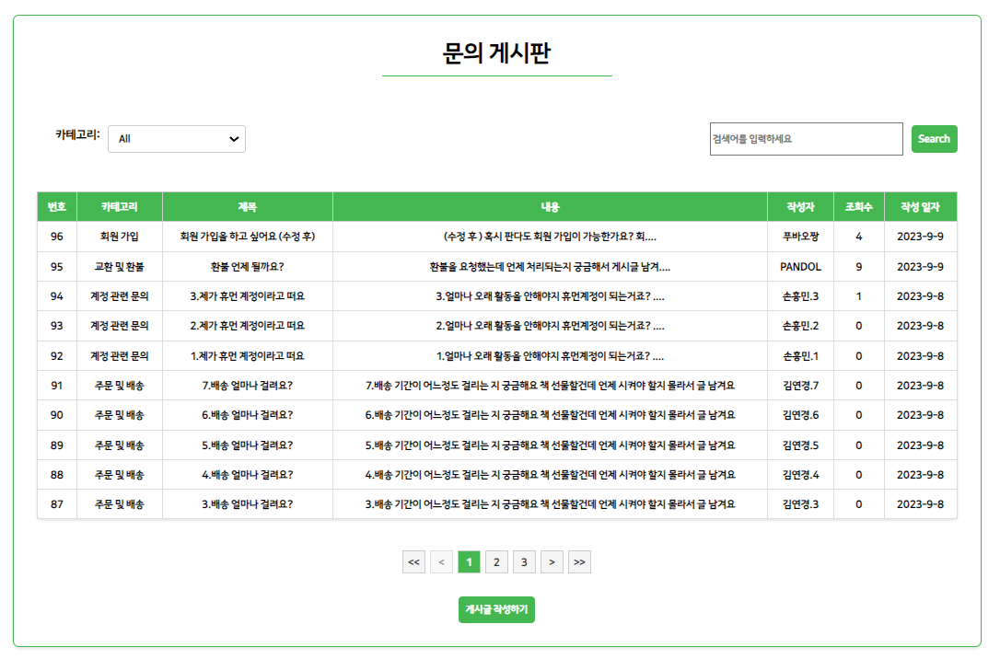 문의 게시판
카테고리: All 검색어를 입력하세요 Search
번호 카테고리 제목 내용 작성자 조회수 작성 일자
96 회원 가입 회원 가입을 하고 싶어요 (수정 후) (수정 후 ) 혹시 판다도 회원 가입이 가능한가요? 회.... 푸바오짱 4 2023-9-9
95 교환 및 환불 환불 언제 될까요? 환불을 요청했는데 언제 처리되는지 궁금해서 게시글 남겨.... PANDOL 9 2023-9-9
94 계정 관련 문의 3.제가 휴먼 계정이라고 떠요 3.얼마나 오래 활동을 안해야지 휴먼계정이 되는거죠? .... 손흥민.3 1 2023-9-8
93 계정 관련 문의 2.제가 휴먼 계정이라고 떠요 2.얼마나 오래 활동을 안해야지 휴먼계정이 되는거죠? .... 손흥민.2 0 2023-9-8
92 계정 관련 문의 1.제가 휴먼 계정이라고 떠요 1.얼마나 오래 활동을 안해야지 휴먼계정이 되는거죠? .... 손흥민.1 0 2023-9-8
91 주문 및 배송 7.배송 얼마나 걸려요? 7.배송 기간이 어느정도 걸리는 지 궁금해요 책 선물할건데 언제 시켜야 할지 몰라서 글 남겨요 김연경.7 0 2023-9-8
90 주문 및 배송 6.배송 얼마나 걸려요? 6.배송 기간이 어느정도 걸리는 지 궁금해요 책 선물할건데 언제 시켜야 할지 몰라서 글 남겨요 김연경.6 0 2023-9-8
89 주문 및 배송 5.배송 얼마나 걸려요? 5.배송 기간이 어느정도 걸리는 지 궁금해요 책 선물할건데 언제 시켜야 할지 몰라서 글 남겨요 김연경.5 0 2023-9-8
88 주문 및 배송 4.배송 얼마나 걸려요? 4.배송 기간이 어느정도 걸리는 지 궁금해요 책 선물할건데 언제 시켜야 할지 몰라서 글 남겨요 김연경.4 0 2023-9-8
87 주문 및 배송 3.배송 얼마나 걸려요? 3.배송 기간이 어느정도 걸리는 지 궁금해요 책 선물할건데 언제 시켜야 할지 몰라서 글 남겨요 김연경.3 0 2023-9-8
<< < 1 2 3 > >>
게시글 작성하기